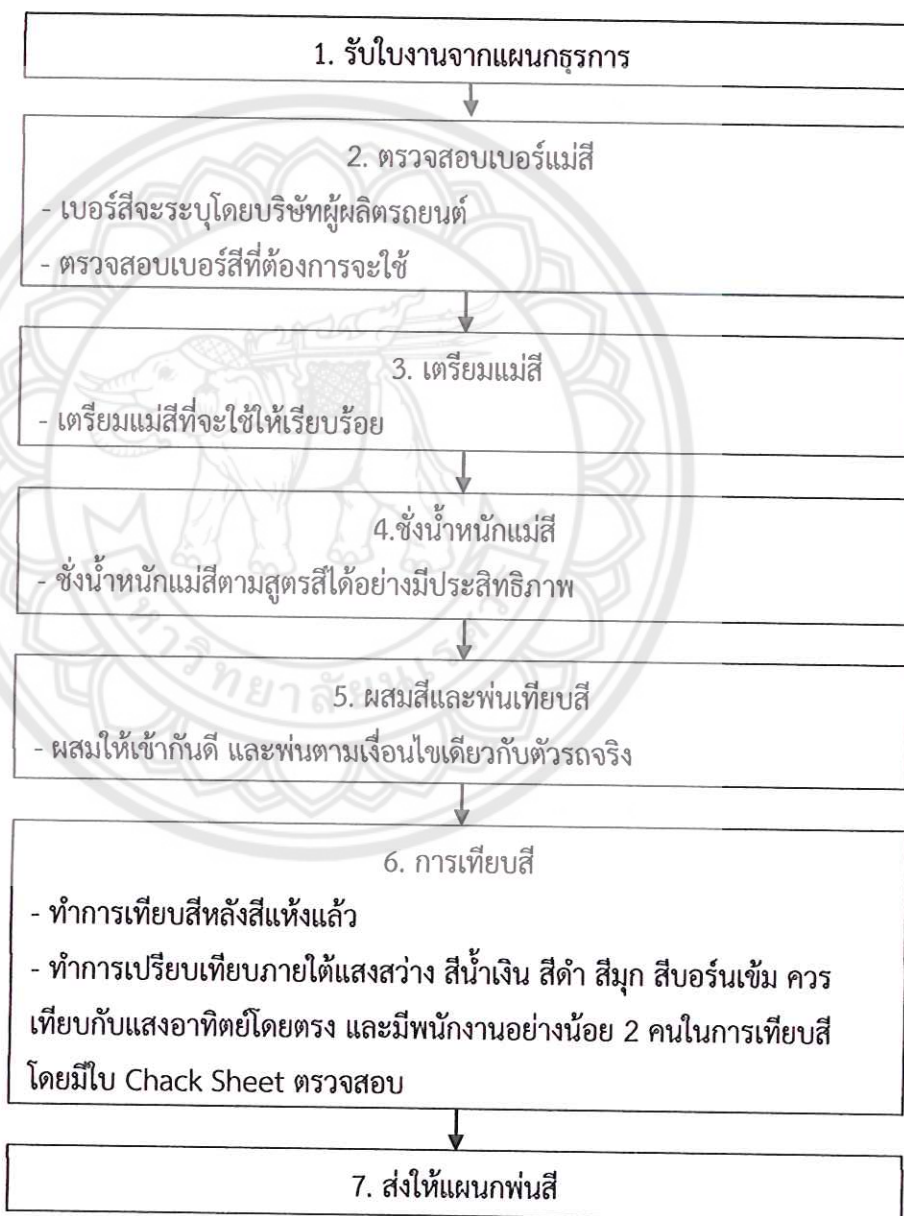 1. รับใบงานจากแผนกธุรการ
2. ตรวจสอบเบอร์แม่สี
- เบอร์สีจะระบุโดยบริษัทผู้ผลิตรถยนต์
- ตรวจสอบเบอร์สีที่ต้องการจะใช้
3. เตรียมแม่สี
- เตรียมแม่สีที่จะใช้ให้เรียบร้อย
4.ชั่งน้ำหนักแม่สี
- ชั่งน้ำหนักแม่สีตามสูตรสีได้อย่างมีประสิทธิภาพ
5. ผสมสีและพ่นเทียบสี
- ผสมให้เข้ากันดี และพ่นตามเงื่อนไขเดียวกับตัวรถจริง
6. การเทียบสี
- ทำการเทียบสีหลังสีแห้งแล้ว
- ทำการเปรียบเทียบภายใต้แสงสว่าง สีน้ำเงิน สีดำ สีมุก สีบอร์นเข้ม ควร
เทียบกับแสงอาทิตย์โดยตรง และมีพนักงานอย่างน้อย 2 คนในการเทียบสี
โดยมีใบ Chack Sheet ตรวจสอบ
7. ส่งให้แผนกพ่นสี
มหาวิทยาลัยนเรศวร